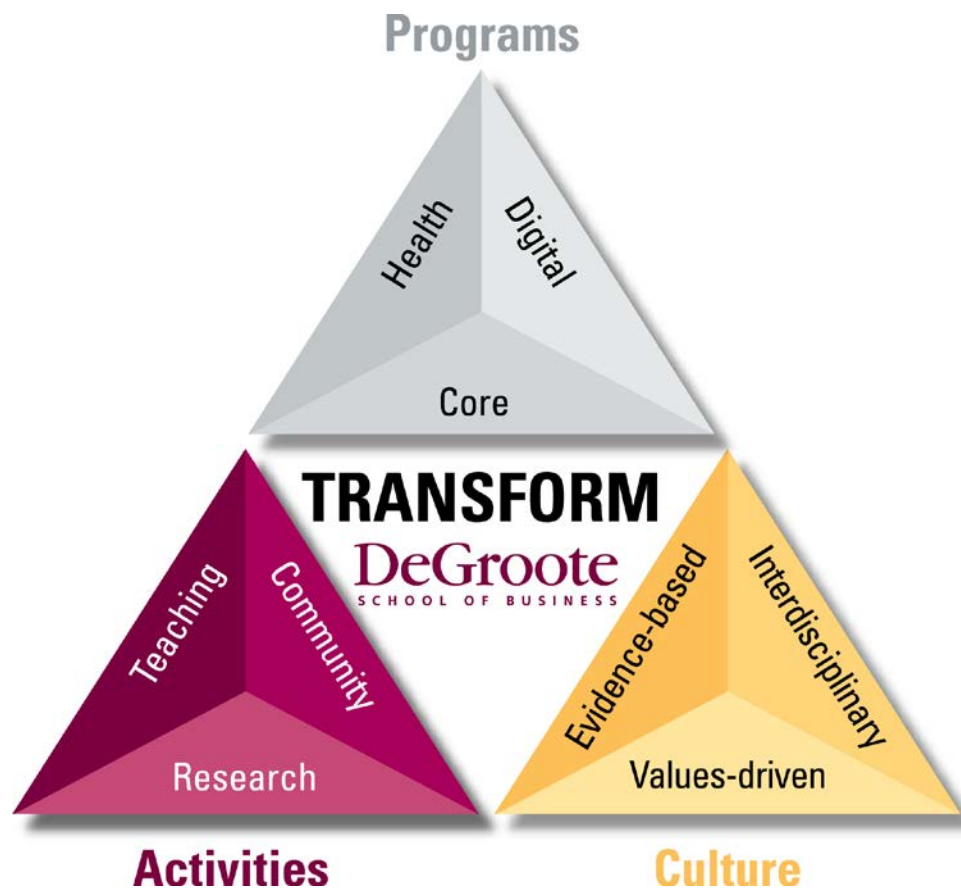 Programs
Health
Digital
Core
TRANSFORM
DeGroote
SCHOOL OF BUSINESS
Teaching
Community
Research
Evidence-based
Interdisciplinary
Values-driven
Activities
Culture